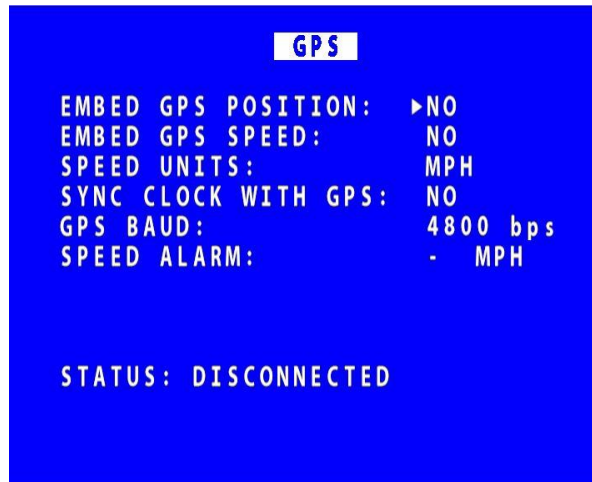 GPS
EMBED GPS POSITION: ▶NO
EMBED GPS SPEED: NO
SPEED UNITS: MPH
SYNC CLOCK WITH GPS: NO
GPS BAUD: 4800 bps
SPEED ALARM: - MPH
STATUS: DISCONNECTED